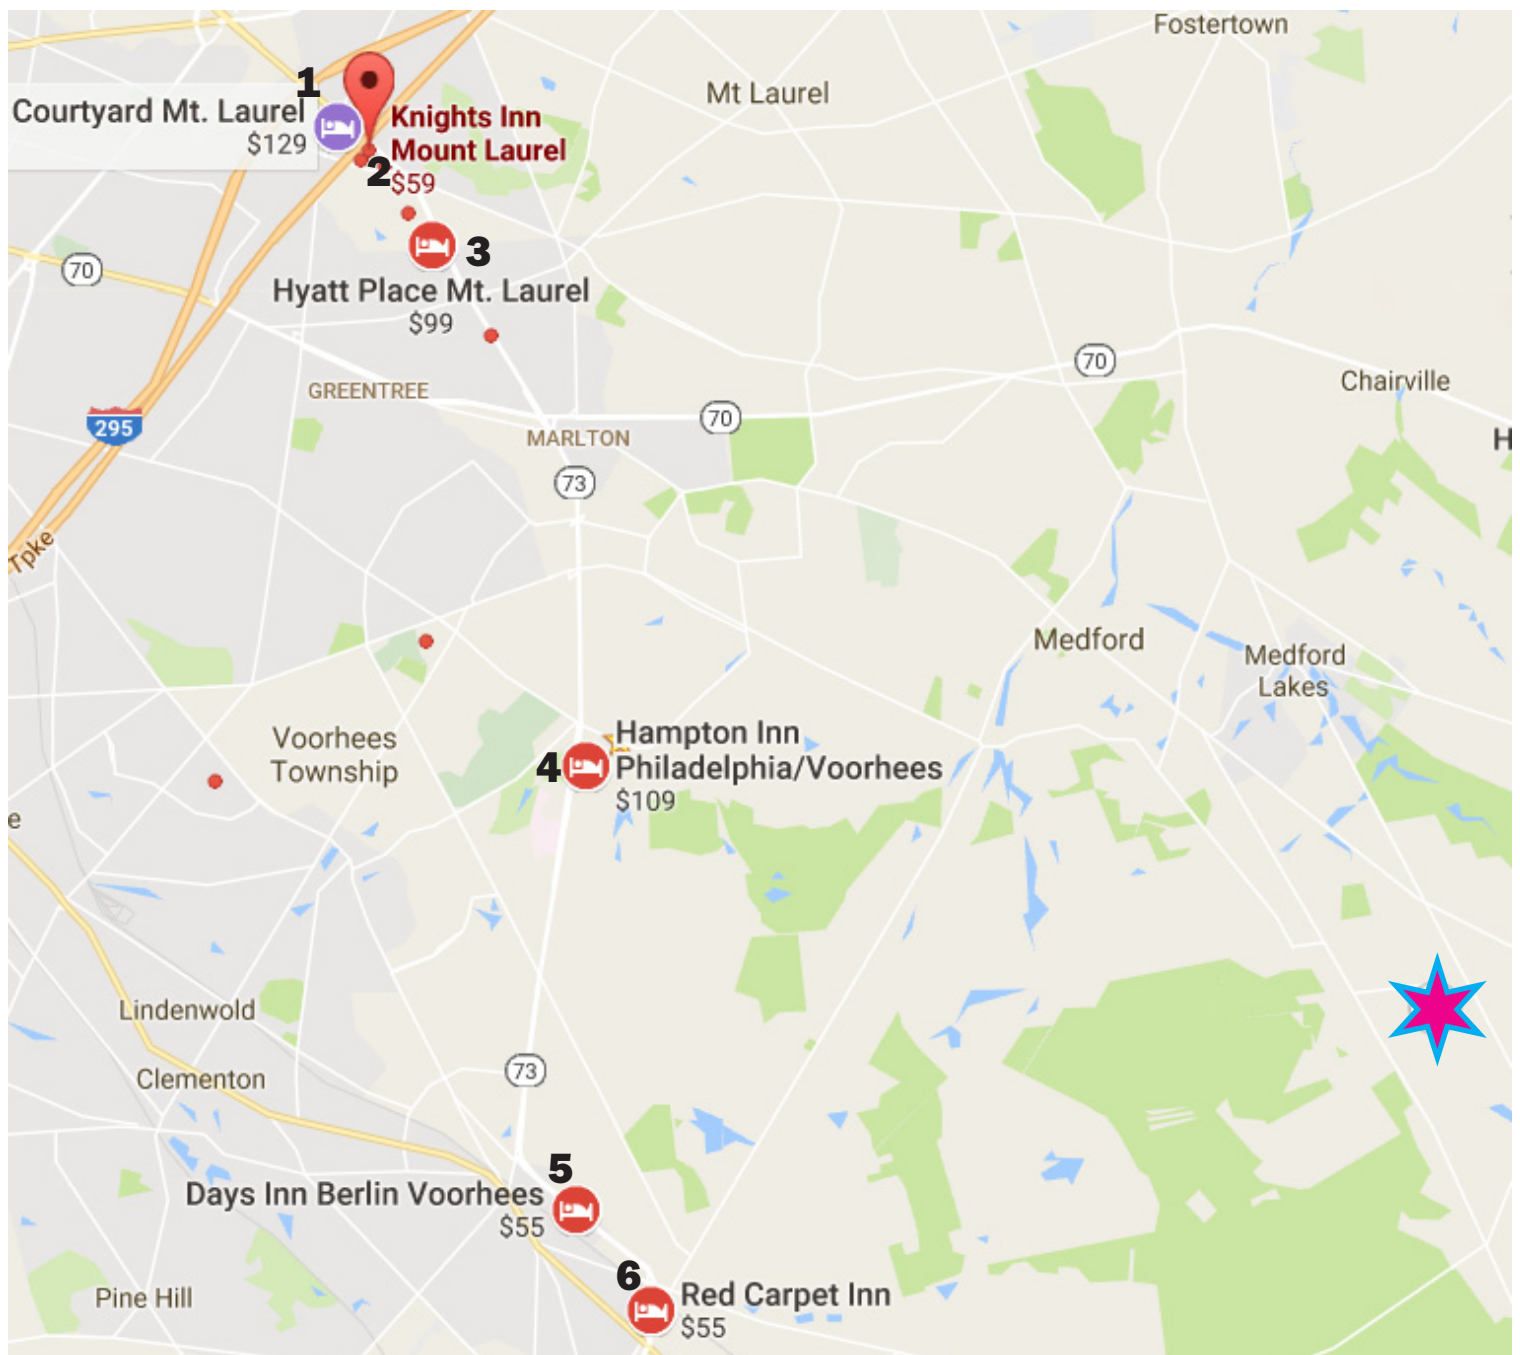 Fostertown
1
Courtyard Mt. Laurel
$129
Knights Inn
Mount Laurel
$59
2
Mt Laurel
70
3
Hyatt Place Mt. Laurel
$99
70
Chairville
GREENTREE
295
70
MARLTON
H
73
Tpke
Medford
Medford
Lakes
Voorhees
Township
4
Hampton Inn
Philadelphia/Voorhees
$109
e
Lindenwold
Clementon
73
5
Days Inn Berlin Voorhees
$55
6
Red Carpet Inn
$55
Pine Hill